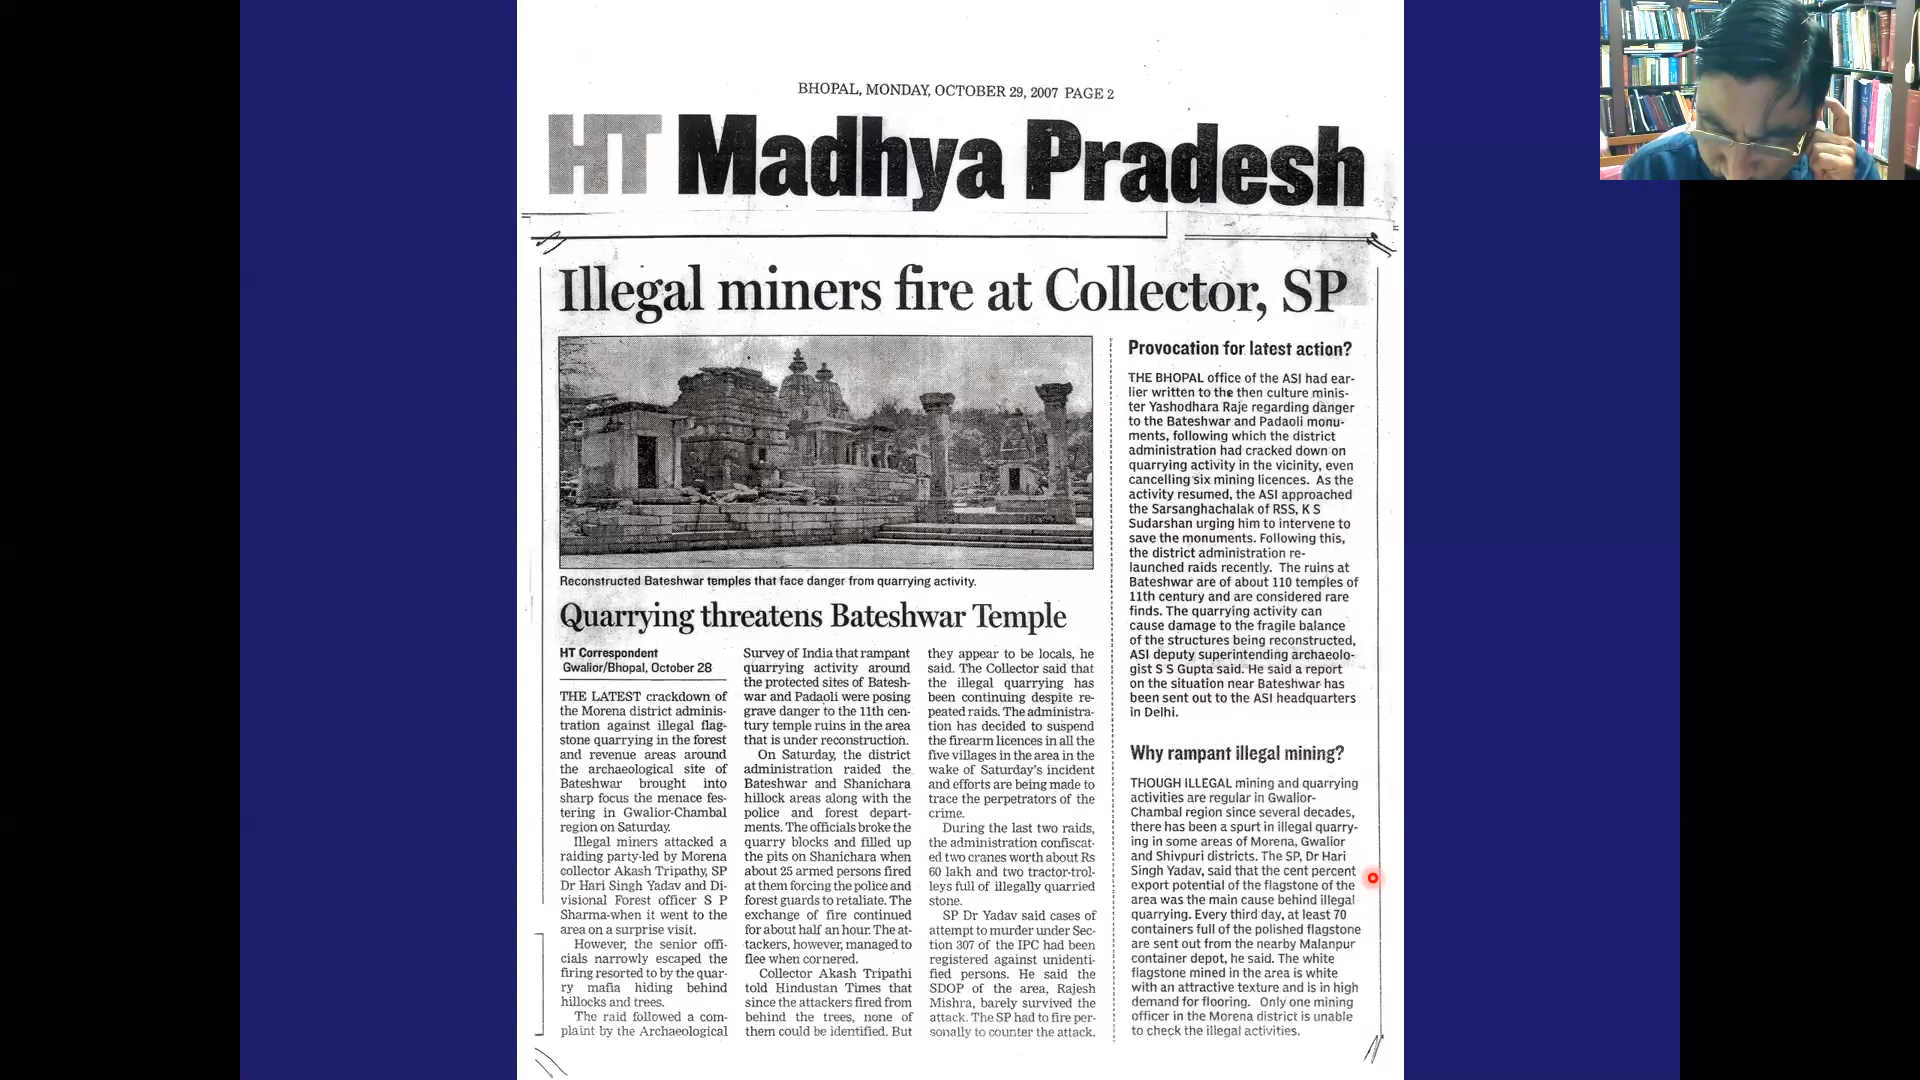 BHOPAL, MONDAY, OCTOBER 29, 2007 PAGE 2
HT Madhya Pradesh
Illegal miners fire at Collector, SP
Reconstructed Bateshwar temples that face danger from quarrying activity.
Quarrying threatens Bateshwar Temple
HT Correspondent
Gwalior/Bhopal, October 28
THE LATEST crackdown of
the Morena district adminis-
tration against illegal flag-
stone quarrying in the forest
and revenue areas around
the archaeological site of
Bateshwar brought into
sharp focus the menace fes-
tering in Gwalior-Chambal
region on Saturday.
Illegal miners attacked a
raiding party-led by Morena
collector Akash Tripathy, SP
Dr Hari Singh Yadav and Di-
visional Forest officer S P
Sharma-when it went to the
area on a surprise visit.
However, the senior offi-
cials narrowly escaped the
firing resorted to by the quar-
ry mafia hiding behind
hillocks and trees.
The raid followed a com-
plaint by the Archaeological
Survey of India that rampant
quarrying activity around
the protected sites of Batesh-
war and Padaoli were posing
grave danger to the 11th cen-
tury temple ruins in the area
that is under reconstruction.
On Saturday, the district
administration raided the
Bateshwar and Shanichara
hillock areas along with the
police and forest depart-
ments. The officials broke the
quarry blocks and filled up
the pits on Shanichara when
about 25 armed persons fired
at them forcing the police and
forest guards to retaliate. The
exchange of fire continued
for about half an hour. The at-
tackers, however, managed to
flee when cornered.
Collector Akash Tripathi
told Hindustan Times that
since the attackers fired from
behind the trees, none of
them could be identified. But
they appear to be locals, he
said. The Collector said that
the illegal quarrying has
been continuing despite re-
peated raids. The administra-
tion has decided to suspend
the firearm licences in all the
five villages in the area in the
wake of Saturday's incident
and efforts are being made to
trace the perpetrators of the
crime.
During the last two raids,
the administration confiscat-
ed two cranes worth about Rs
60 lakh and two tractor-trol-
leys full of illegally quarried
stone.
SP Dr Yadav said cases of
attempt to murder under Sec-
tion 307 of the IPC had been
registered against unidenti-
fied persons. He said the
SDOP of the area, Rajesh
Mishra, barely survived the
attack. The SP had to fire per-
sonally to counter the attack.
Provocation for latest action?
THE BHOPAL office of the ASI had ear-
lier written to the then culture minis-
ter Yashodhara Raje regarding danger
to the Bateshwar and Padaoli monu-
ments, following which the district
administration had cracked down on
quarrying activity in the vicinity, even
cancelling six mining licences. As the
activity resumed, the ASI approached
the Sarsanghachalak of RSS, K S
Sudarshan urging him to intervene to
save the monuments. Following this,
the district administration re-
launched raids recently. The ruins at
Bateshwar are of about 110 temples of
11th century and are considered rare
finds. The quarrying activity can
cause damage to the fragile balance
of the structures being reconstructed,
ASI deputy superintending archaeolo-
gist S S Gupta said. He said a report
on the situation near Bateshwar has
been sent out to the ASI headquarters
in Delhi.
Why rampant illegal mining?
THOUGH ILLEGAL mining and quarrying
activities are regular in Gwalior-
Chambal region since several decades,
there has been a spurt in illegal quarry-
ing in some areas of Morena, Gwalior
and Shivpuri districts. The SP, Dr Hari
Singh Yadav, said that the cent percent
export potential of the flagstone of the
area was the main cause behind illegal
quarrying. Every third day, at least 70
containers full of the polished flagstone
are sent out from the nearby Malanpur
container depot, he said. The white
flagstone mined in the area is white
with an attractive texture and is in high
demand for flooring. Only one mining
officer in the Morena district is unable
to check the illegal activities.